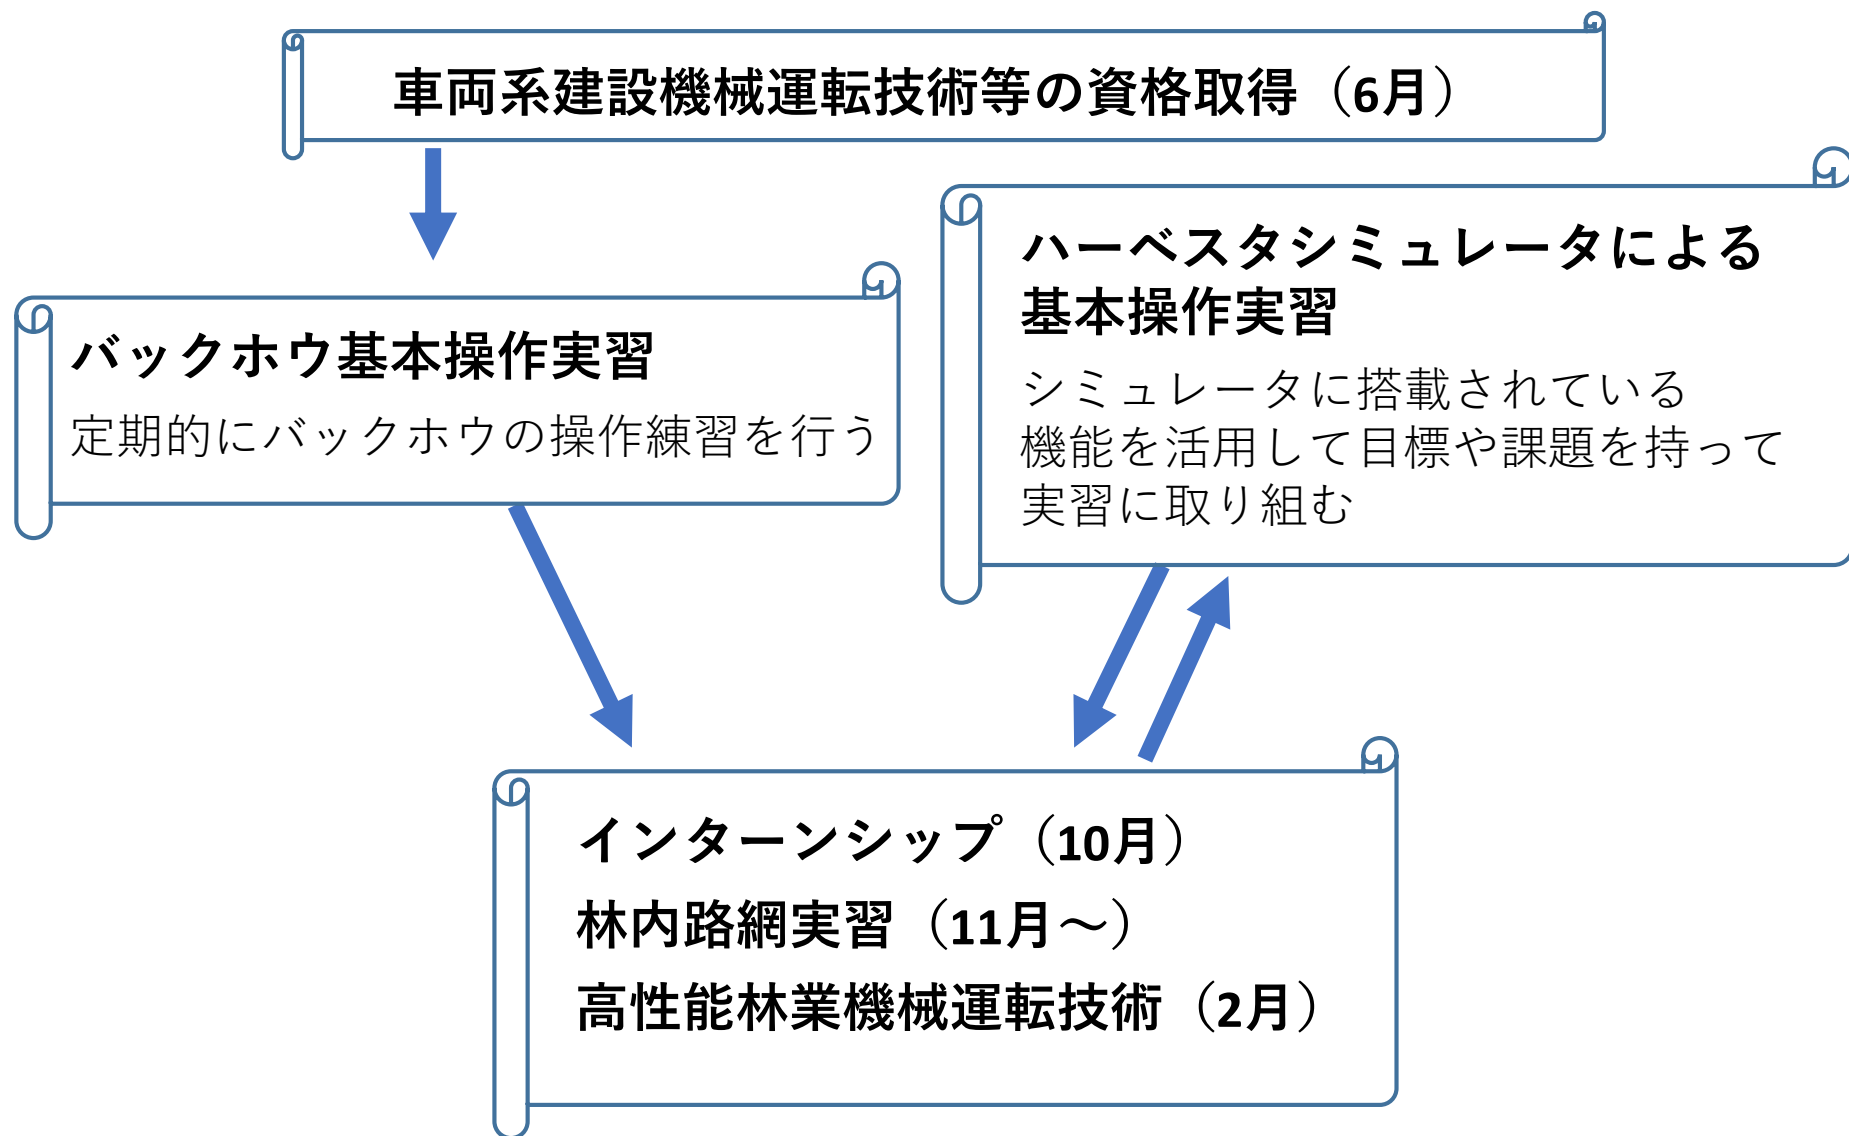 車両系建設機械運転技術等の資格取得（6月）
バックホウ基本操作実習
定期的にバックホウの操作練習を行う
ハーベスタシミュレータによる
基本操作実習
シミュレータに搭載されている
機能を活用して目標や課題を持って
実習に取り組む
インターンシップ（10月）
林内路網実習（11月～）
高性能林業機械運転技術（2月）